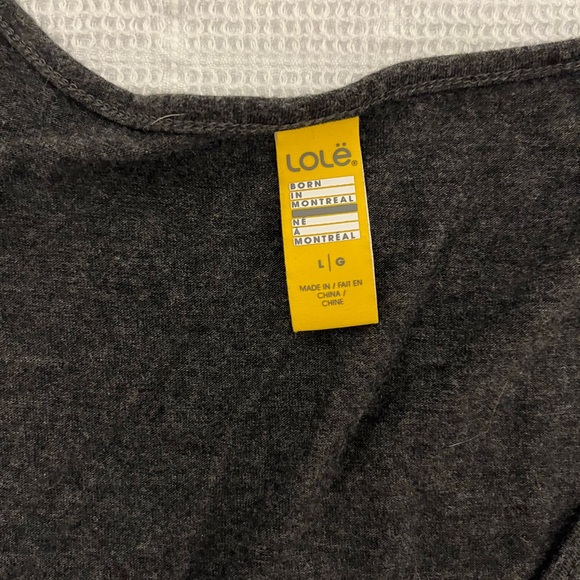 Lolë®
BORN
IN
MONTREAL
NÉ
À
MONTRÉAL
L | G
MADE IN / FAIT EN
CHINA /
CHINE